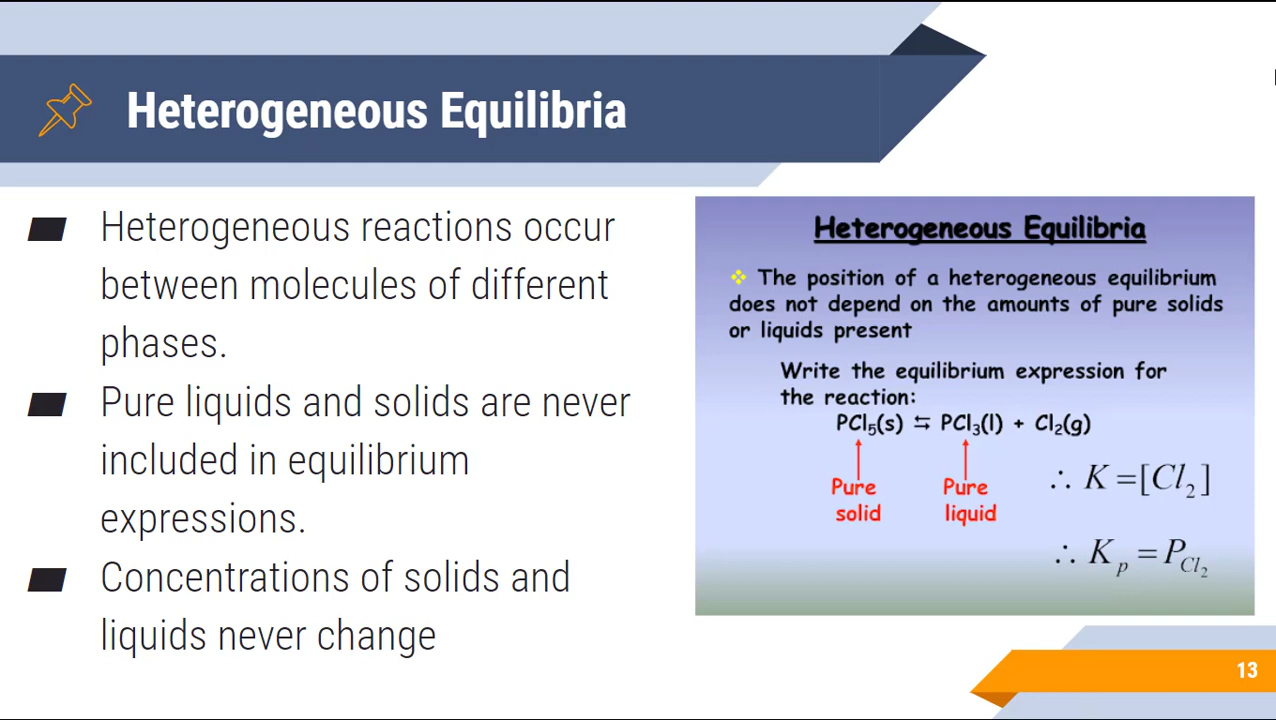 Heterogeneous Equilibria
Heterogeneous reactions occur
between molecules of different
phases.
Pure liquids and solids are never
included in equilibrium
expressions.
Concentrations of solids and
liquids never change
Heterogeneous Equilibria
The position of a heterogeneous equilibrium
does not depend on the amounts of pure solids
or liquids present
Write the equilibrium expression for
the reaction:
PCl₅(s) ⇆ PCl₃(l) + Cl₂(g)
Pure
solid
Pure
liquid
∴ K = [Cl₂]
∴ Kₚ = P_Cl₂
13